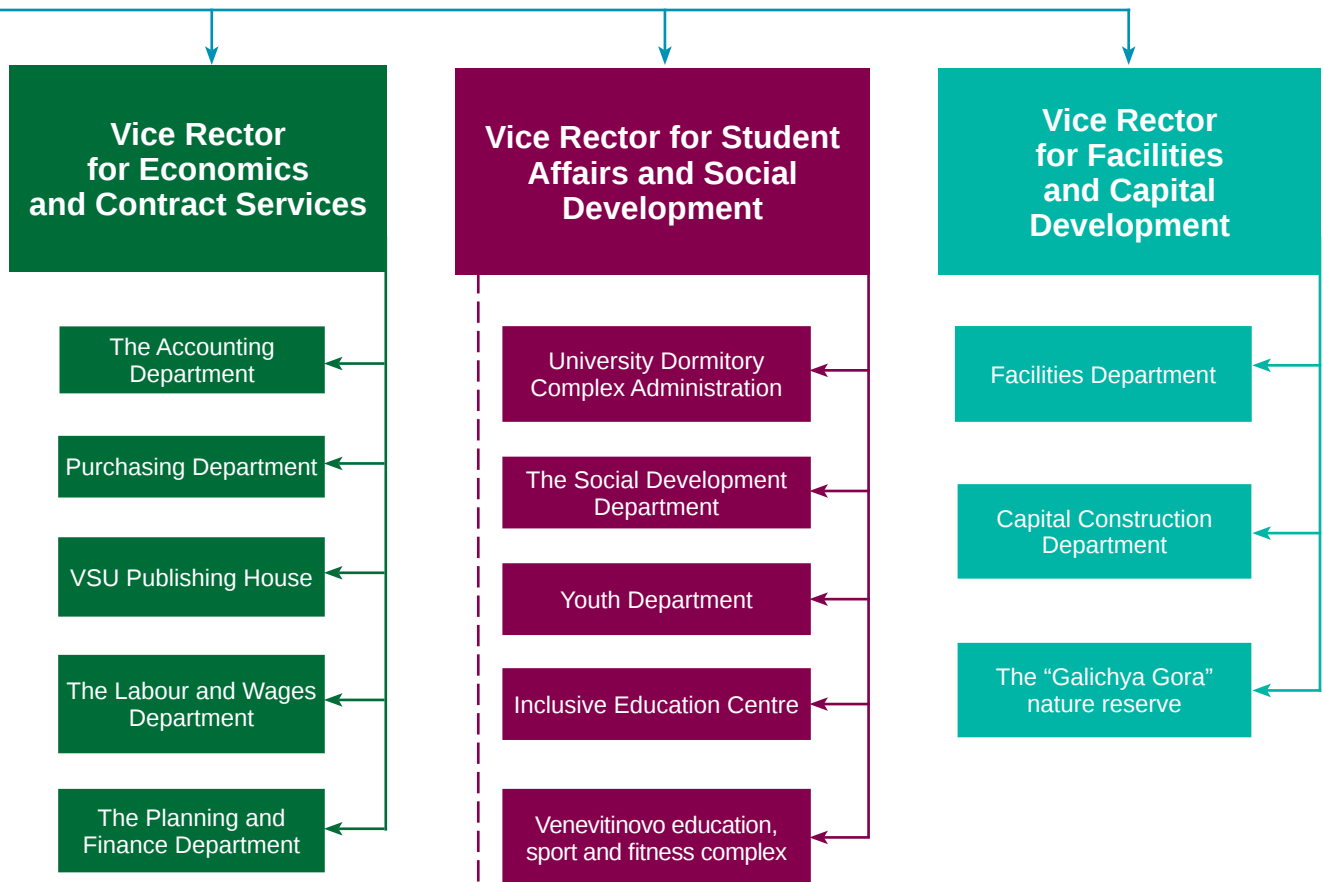 Vice Rector
for Economics
and Contract Services
The Accounting
Department
Purchasing Department
VSU Publishing House
The Labour and Wages
Department
The Planning and
Finance Department
Vice Rector for Student
Affairs and Social
Development
University Dormitory
Complex Administration
The Social Development
Department
Youth Department
Inclusive Education Centre
Venevitinovo education,
sport and fitness complex
Vice Rector
for Facilities
and Capital
Development
Facilities Department
Capital Construction
Department
The “Galichya Gora”
nature reserve